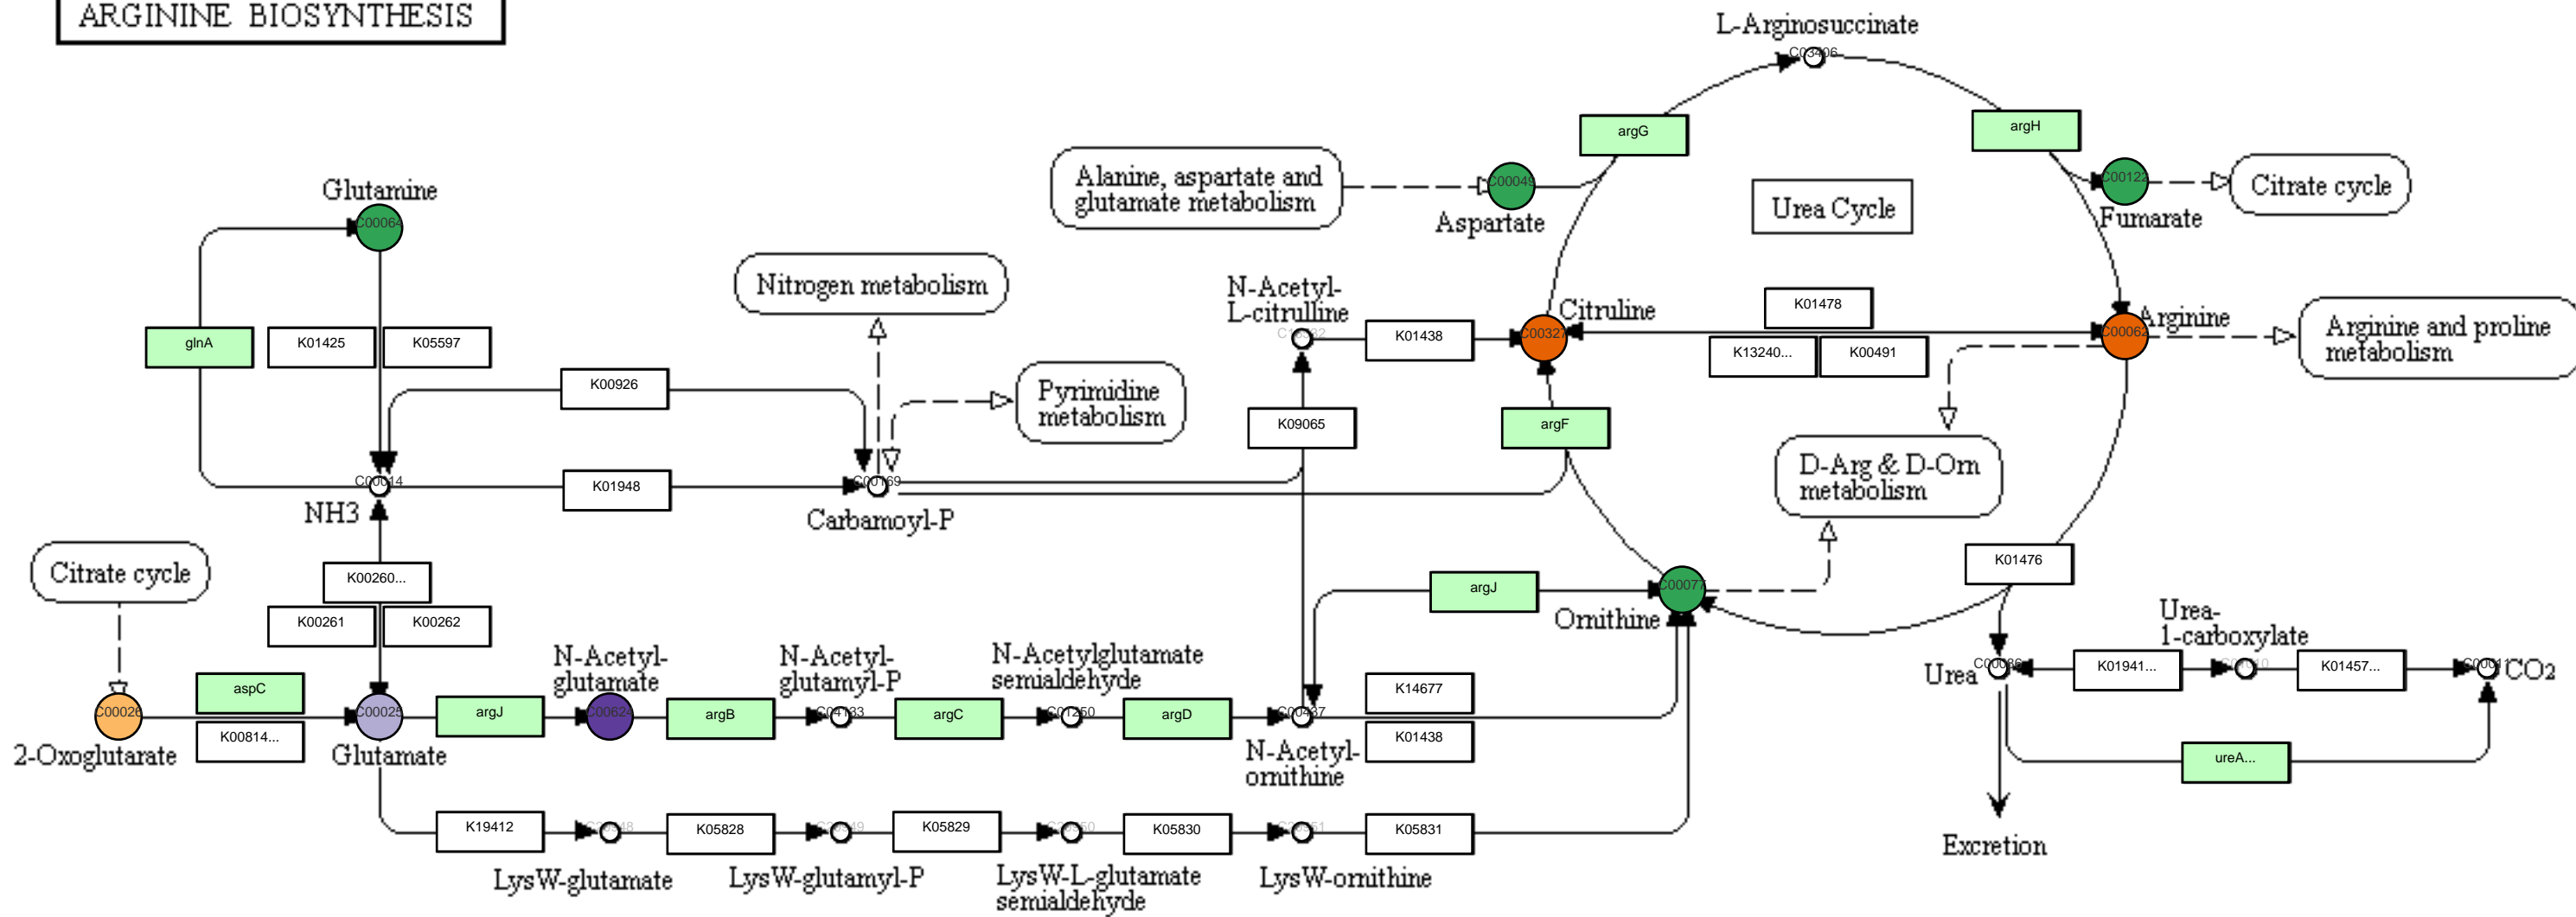 ARGININE BIOSYNTHESIS
L-Arginosuccinate
C03406
argG
argH
Alanine, aspartate and
glutamate metabolism
C00049
Aspartate
Urea Cycle
C00122
Fumarate
Citrate cycle
Glutamine
C00064
Nitrogen metabolism
N-Acetyl-
L-citrulline
Citruline
C00327
K01478
K13240...
K00491
C00062
Arginine
Arginine and proline
metabolism
glnA
K01425
K05597
K00926
Pyrimidine
metabolism
K01438
K09065
argF
D-Arg & D-Orn
metabolism
C00014
NH3
K01948
C00169
Carbamoyl-P
Citrate cycle
K00260...
K00261
K00262
argJ
C00077
Ornithine
K01476
Urea-
1-carboxylate
C00086
Urea
K01941...
K01457...
C00011
CO2
N-Acetyl-
glutamate
N-Acetyl-
glutamyl-P
N-Acetylglutamate
semialdehyde
aspC
K00814...
C00026
2-Oxoglutarate
C00025
Glutamate
argJ
C00624
argB
C04133
argC
C01250
argD
C00437
N-Acetyl-
ornithine
K14677
K01438
ureA...
K19412
K05828
K05829
K05830
K05831
LysW-glutamate
LysW-glutamyl-P
LysW-L-glutamate
semialdehyde
LysW-ornithine
Excretion